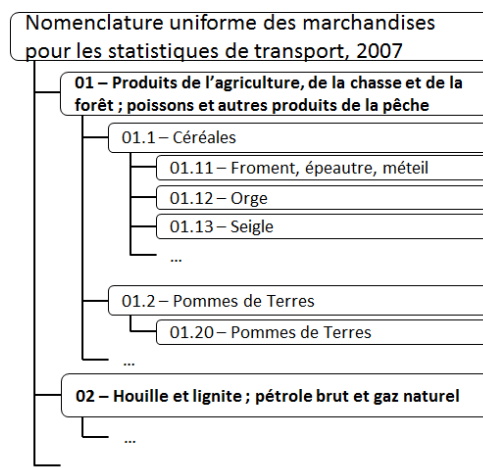 Nomenclature uniforme des marchandises
pour les statistiques de transport, 2007
01 – Produits de l’agriculture, de la chasse et de la
forêt ; poissons et autres produits de la pêche
01.1 – Céréales
01.11 – Froment, épeautre, méteil
01.12 – Orge
01.13 – Seigle
...
01.2 – Pommes de Terres
01.20 – Pommes de Terres
...
02 – Houille et lignite ; pétrole brut et gaz naturel
...